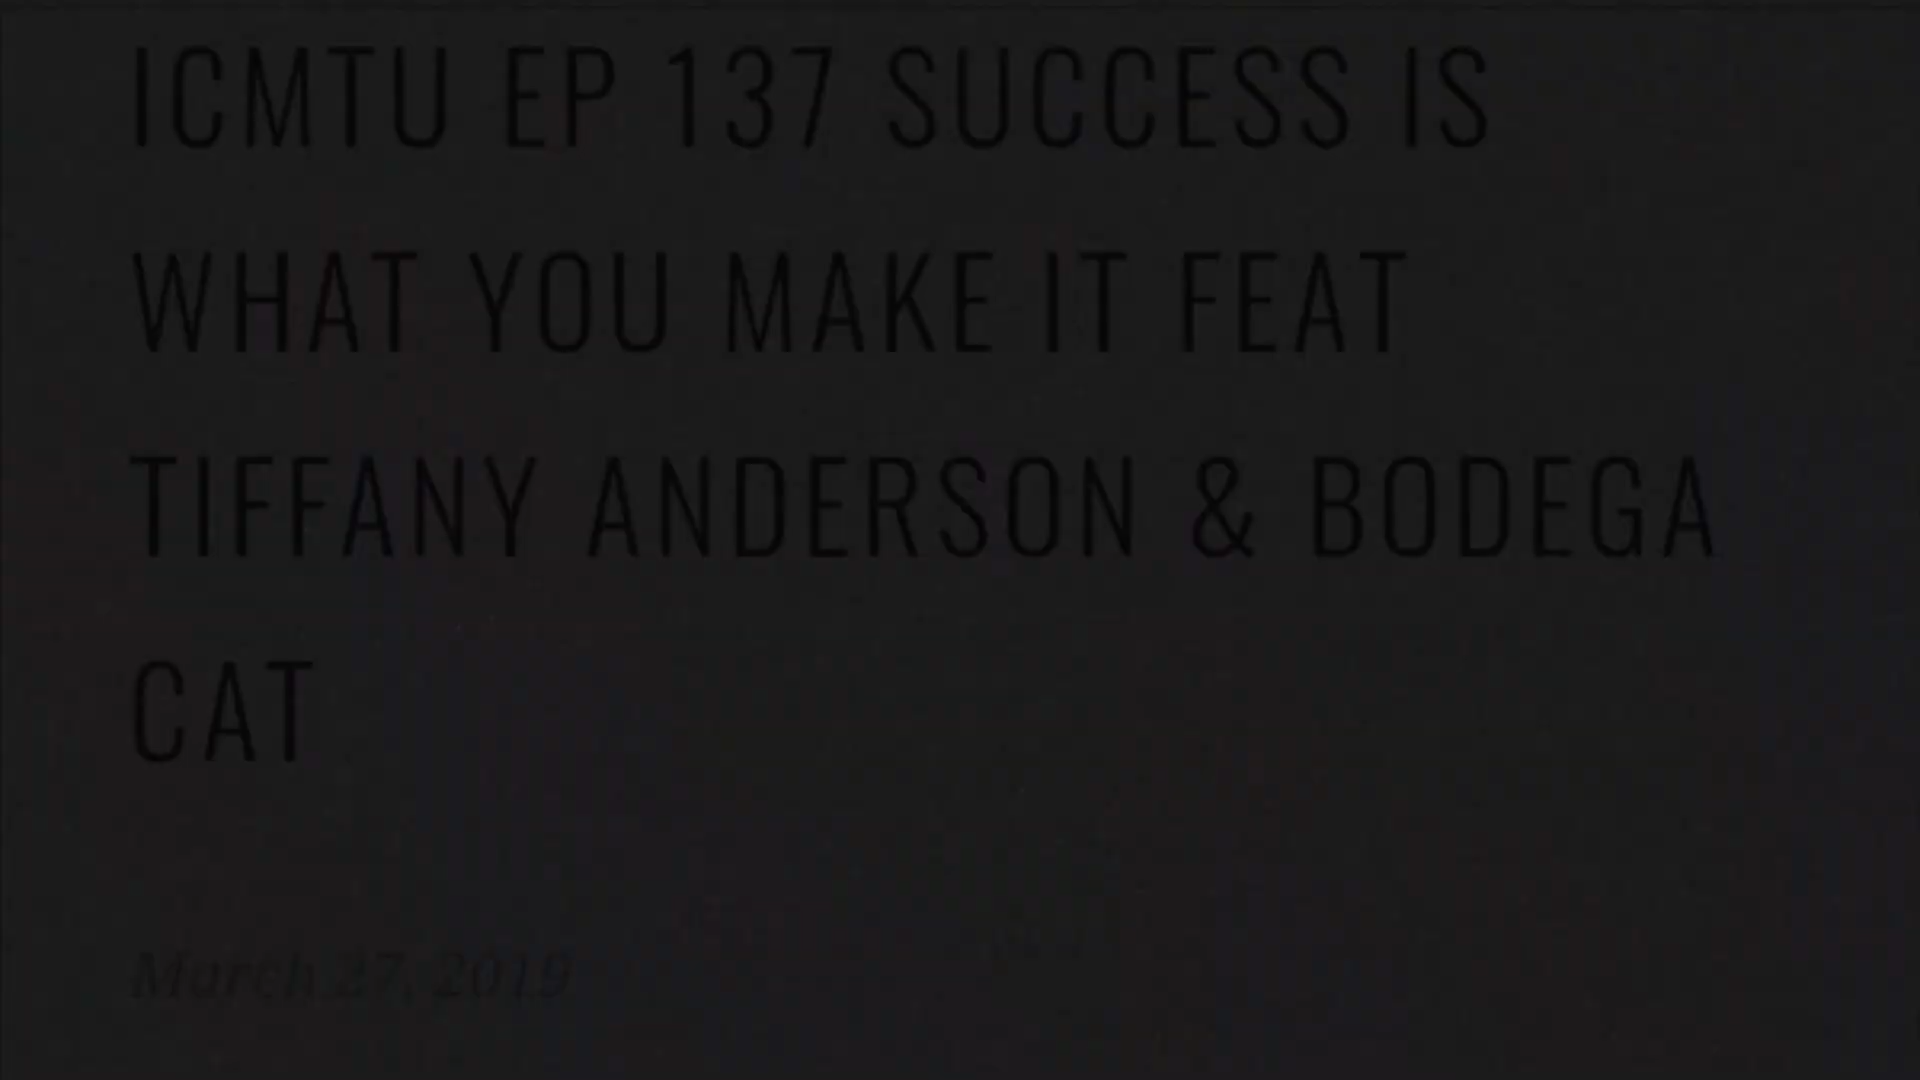 ICMTU EP 137 SUCCESS IS
WHAT YOU MAKE IT FEAT
TIFFANY ANDERSON & BODEGA
CAT
March 27, 2019